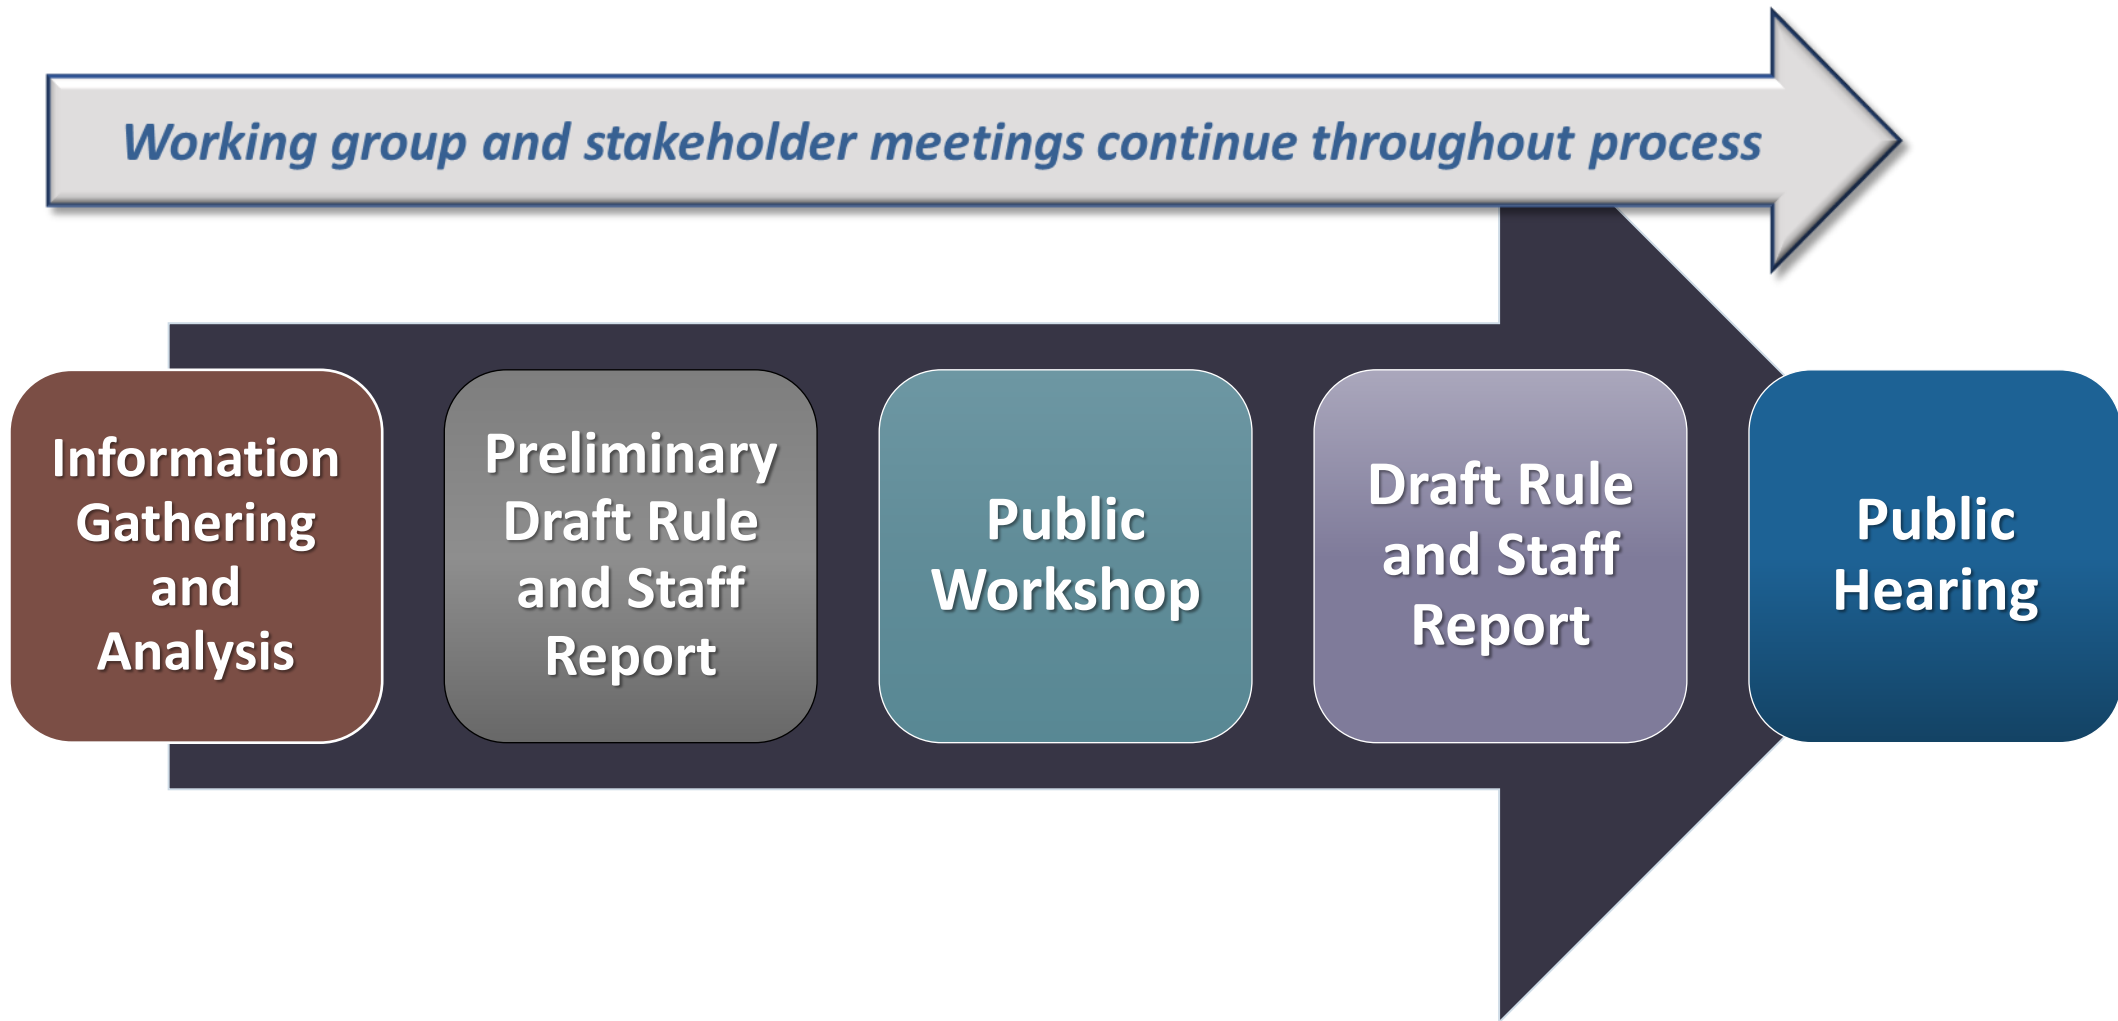 Working group and stakeholder meetings continue throughout process
Information
Gathering
and
Analysis
Preliminary
Draft Rule
and Staff
Report
Public
Workshop
Draft Rule
and Staff
Report
Public
Hearing